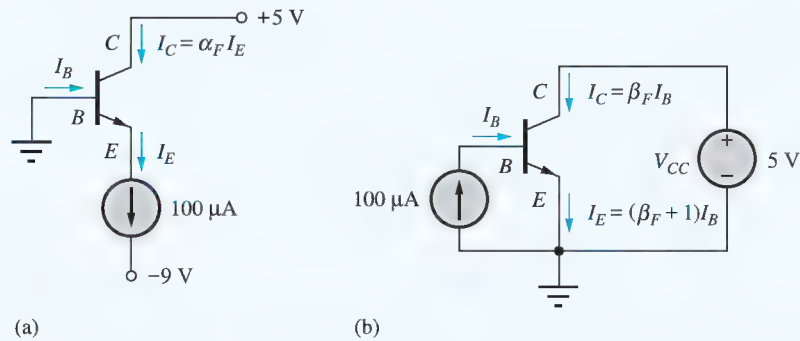 +5 V
C
I_C = α_F I_E
I_B
B
E
I_E
100 μA
−9 V
(a)
C
I_C = β_F I_B
I_B
B
V_CC
+
−
5 V
100 μA
E
I_E = (β_F + 1)I_B
(b)